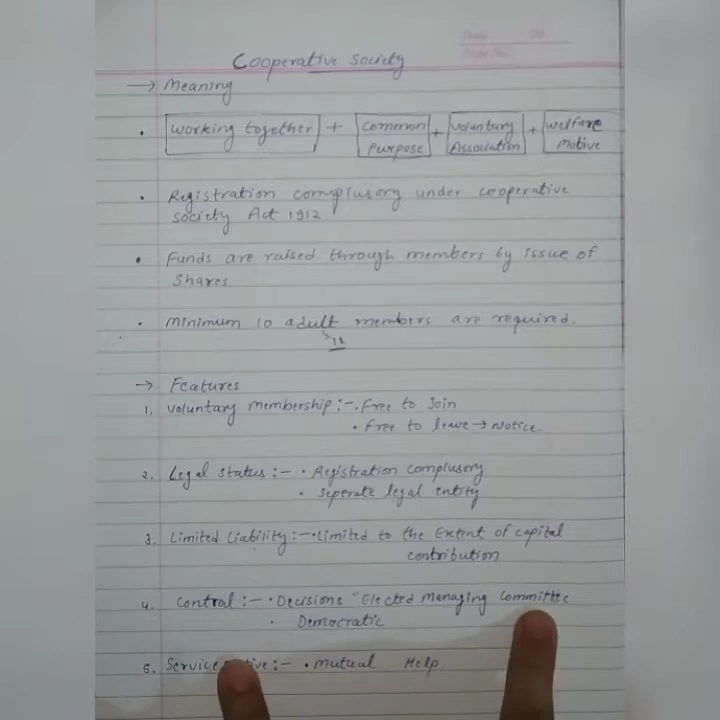 Cooperative Society
→ Meaning
• Working together + Common Purpose + Voluntary Association + Welfare Motive
• Registration complusory under cooperative
society Act 1912
• Funds are raised through members by issue of
shares
• Minimum 10 adult members are required.
↳ 18
→ Features
1. Voluntary membership :- • Free to Join
• Free to leave → Notice
2. Legal status :- • Registration complusory
• Seperate legal entity
3. Limited Liability :- • Limited to the Extent of capital
contribution
4. Control :- • Decisions "Elected Managing Committee
• Democratic
5. Service :- • Mutual Help